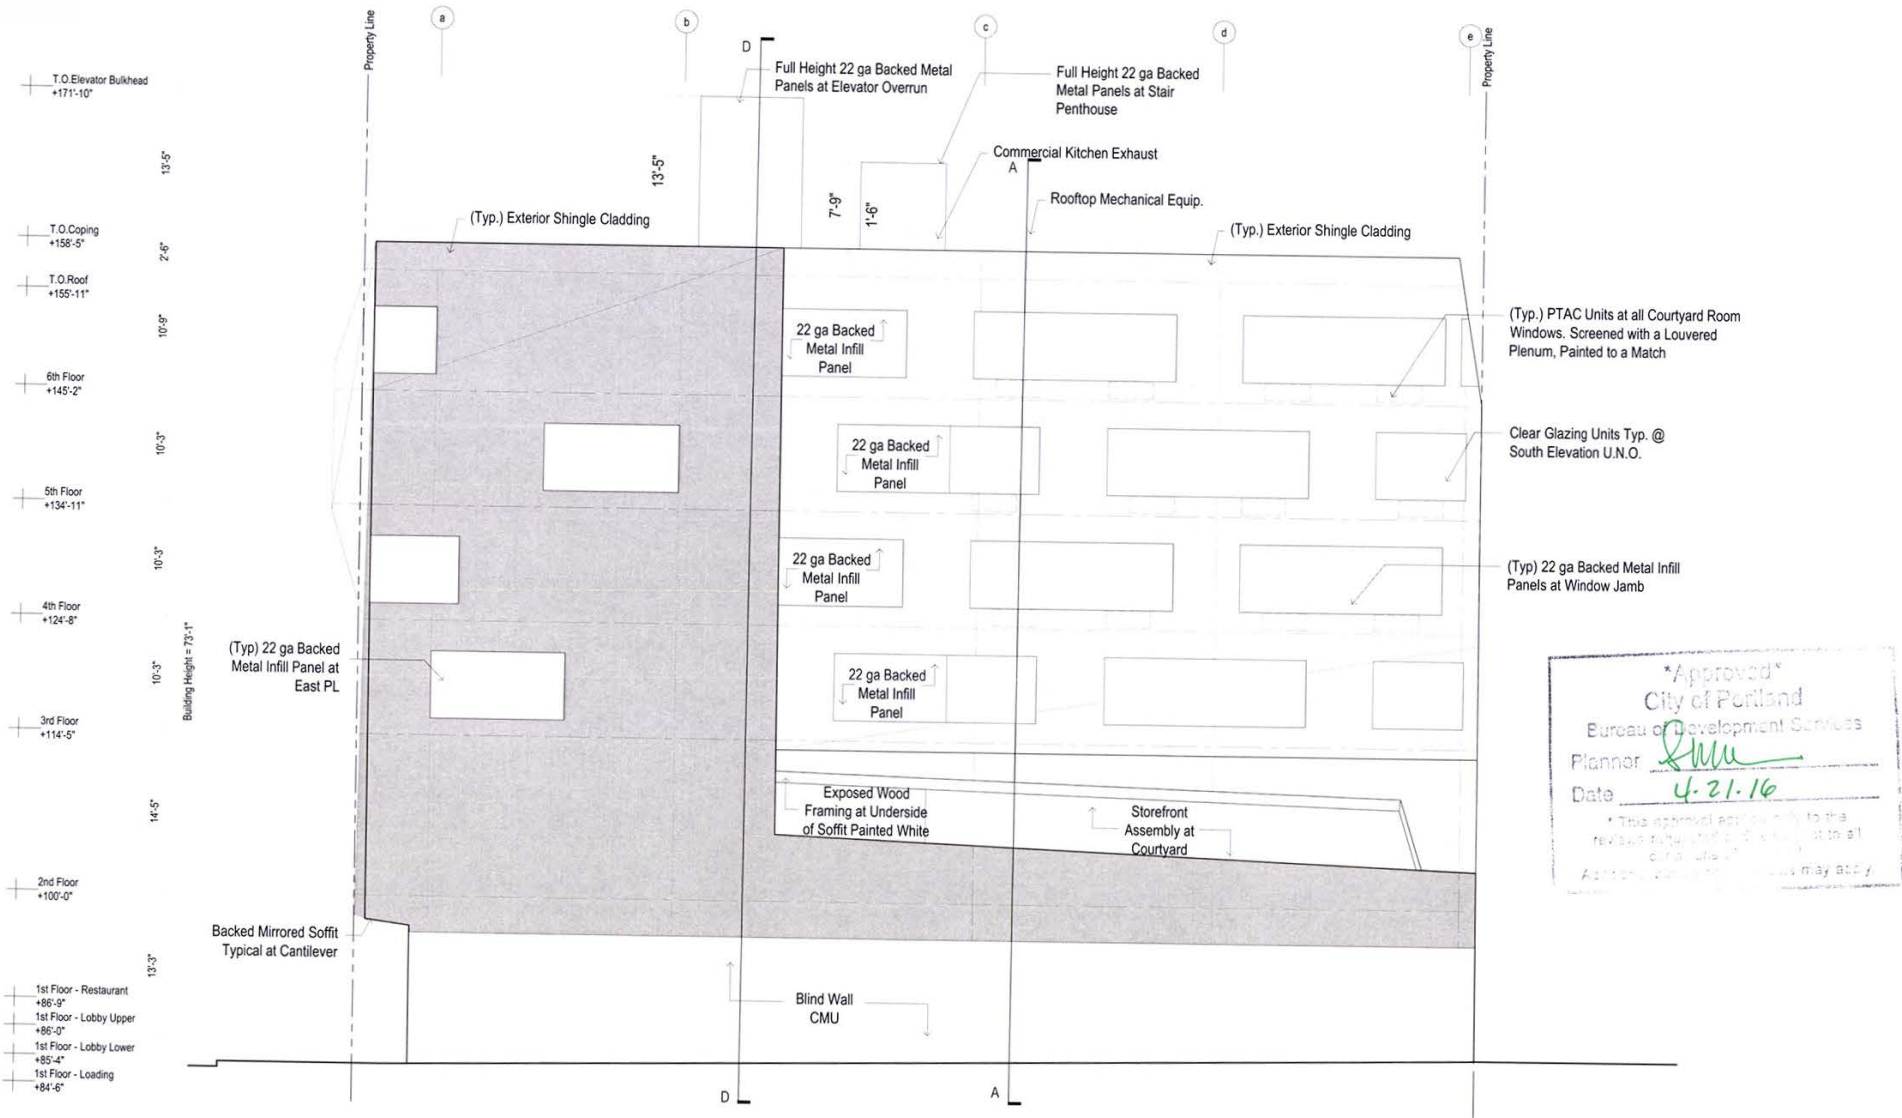 a
b
c
d
e
Property Line
Property Line
D
T.O.Elevator Bulkhead
+171'-10"
Full Height 22 ga Backed Metal
Panels at Elevator Overrun
Full Height 22 ga Backed
Metal Panels at Stair
Penthouse
13'-5"
13'-5"
Commercial Kitchen Exhaust
A
Rooftop Mechanical Equip.
7'-9"
1'-6"
(Typ.) Exterior Shingle Cladding
(Typ.) Exterior Shingle Cladding
T.O.Coping
+158'-5"
2'-6"
T.O.Roof
+155'-11"
10'-9"
22 ga Backed
Metal Infill
Panel
(Typ.) PTAC Units at all Courtyard Room
Windows. Screened with a Louvered
Plenum, Painted to a Match
6th Floor
+145'-2"
10'-3"
22 ga Backed
Metal Infill
Panel
Clear Glazing Units Typ. @
South Elevation U.N.O.
5th Floor
+134'-11"
10'-3"
22 ga Backed
Metal Infill
Panel
(Typ) 22 ga Backed Metal Infill
Panels at Window Jamb
4th Floor
+124'-8"
Building Height = 73'-1"
(Typ) 22 ga Backed
Metal Infill Panel at
East PL
10'-3"
22 ga Backed
Metal Infill
Panel
3rd Floor
+114'-5"
*Approved*
City of Portland
Bureau of Development Services
Planner
Date 4.21.16
* This approval only to the
to all
may apply.
14'-5"
Exposed Wood
Framing at Underside
of Soffit Painted White
Storefront
Assembly at
Courtyard
2nd Floor
+100'-0"
Backed Mirrored Soffit
Typical at Cantilever
13'-3"
1st Floor - Restaurant
+86'-9"
1st Floor - Lobby Upper
+86'-0"
1st Floor - Lobby Lower
+85'-4"
1st Floor - Loading
+84'-6"
Blind Wall
CMU
D
A